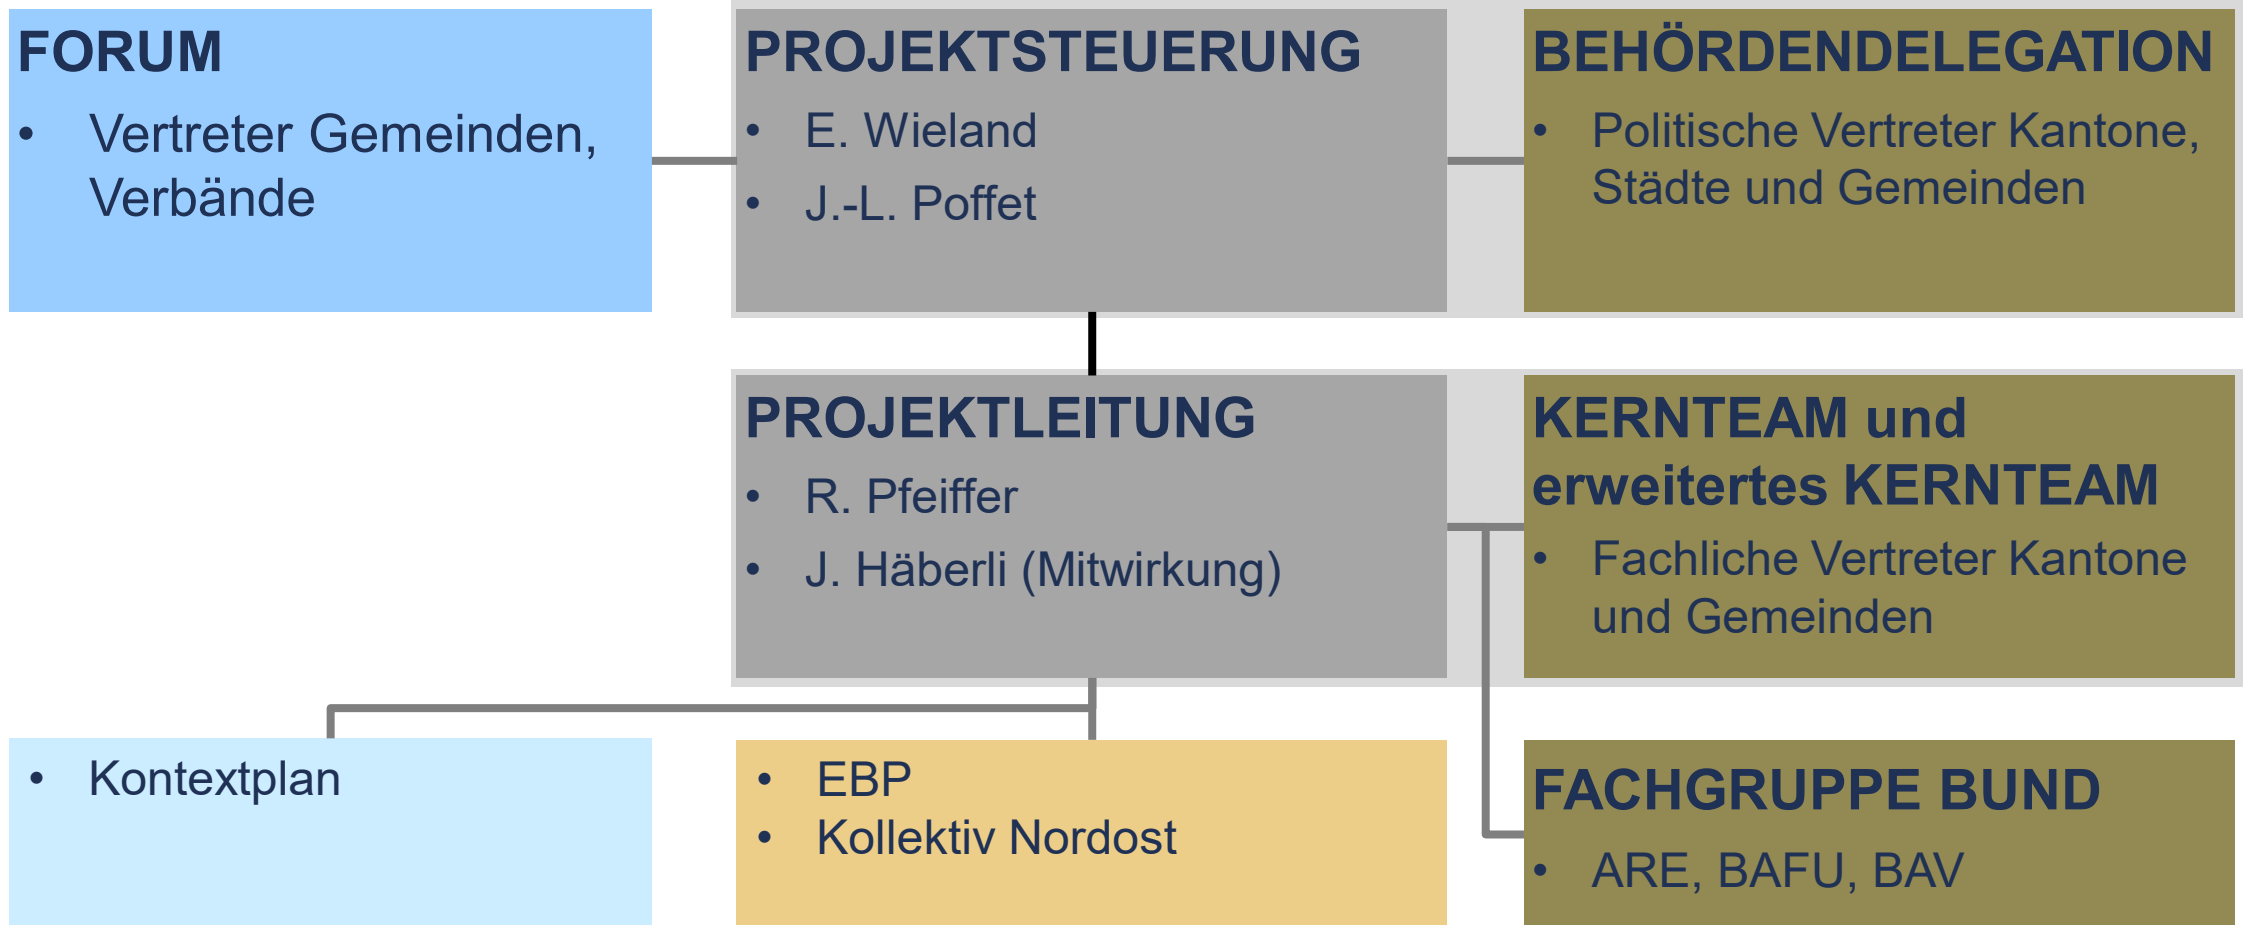 FORUM
• Vertreter Gemeinden,
Verbände
PROJEKTSTEUERUNG
• E. Wieland
• J.-L. Poffet
BEHÖRDENDELEGATION
• Politische Vertreter Kantone,
Städte und Gemeinden
PROJEKTLEITUNG
• R. Pfeiffer
• J. Häberli (Mitwirkung)
KERNTEAM und
erweitertes KERNTEAM
• Fachliche Vertreter Kantone
und Gemeinden
• Kontextplan
• EBP
• Kollektiv Nordost
FACHGRUPPE BUND
• ARE, BAFU, BAV